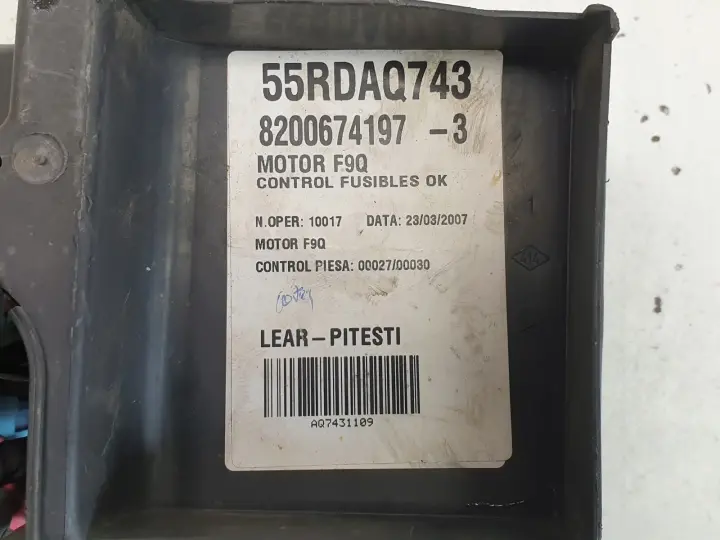 55RDAQ743
8200674197 -3
MOTOR F9Q
CONTROL FUSIBLES OK
N.OPER: 10017 DATA: 23/03/2007
MOTOR F9Q
CONTROL PIESA: 00027/00030
LEAR-PITESTI
AQ7431109